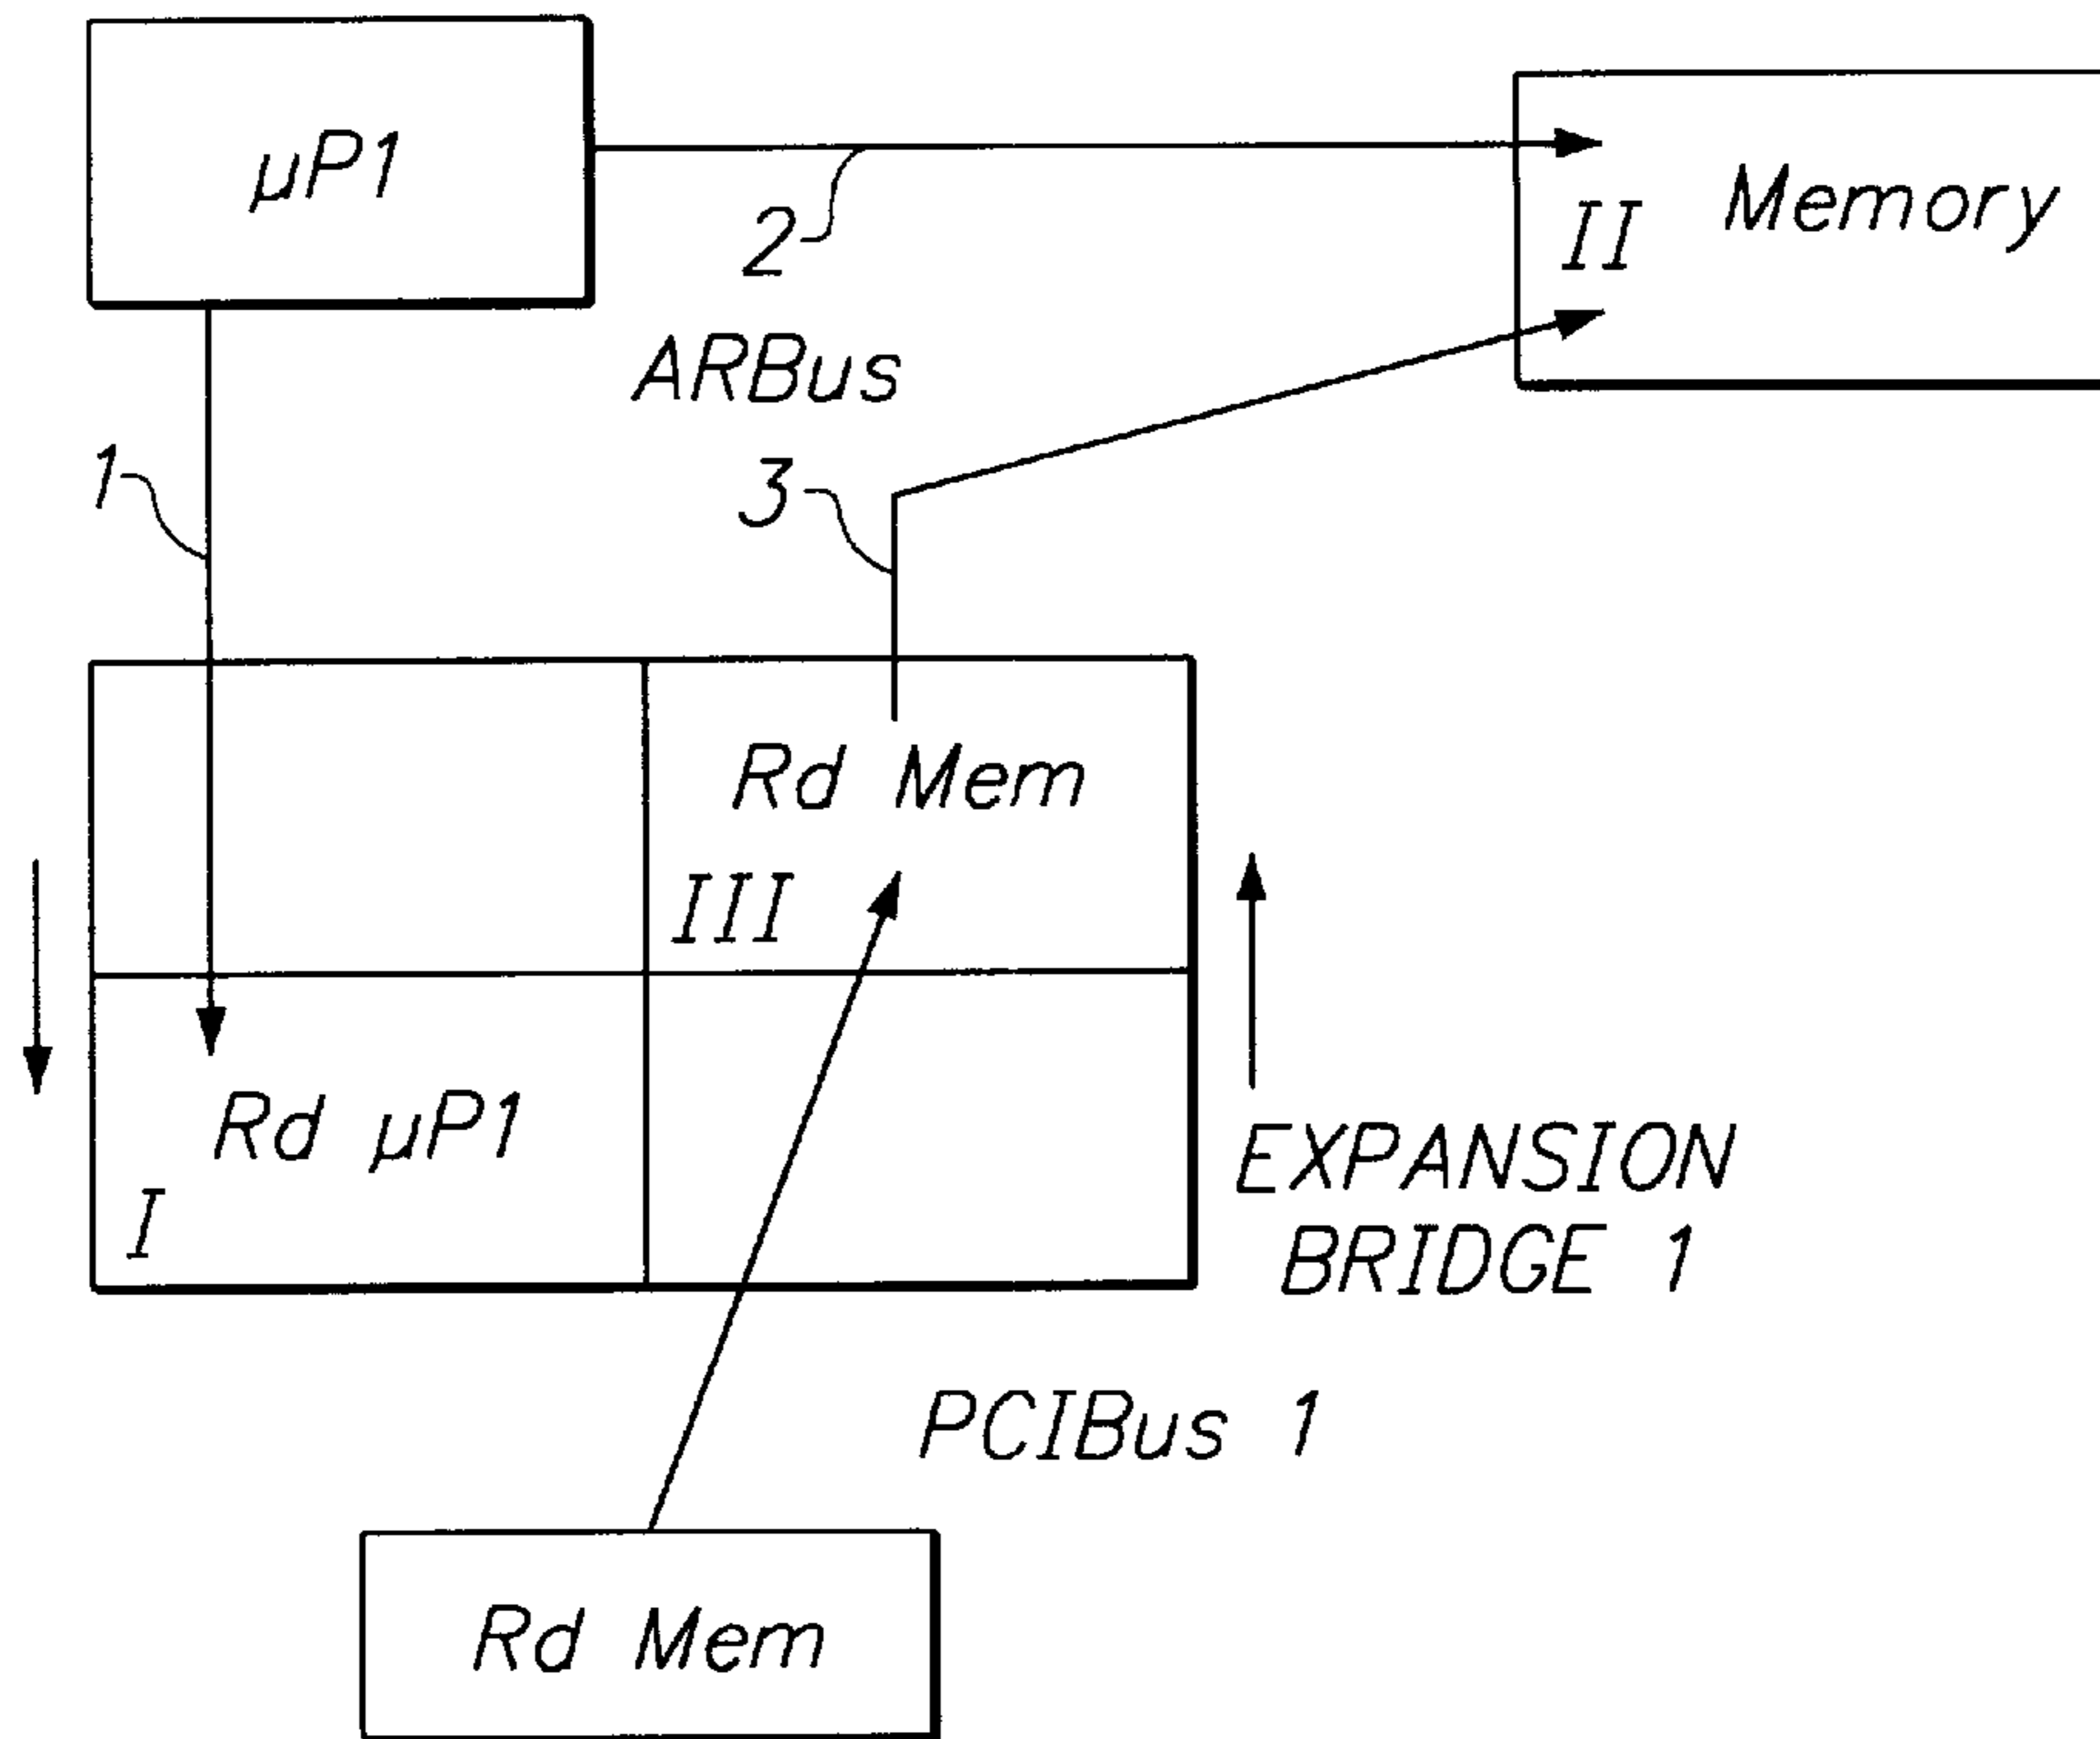 µP1
2
II
Memory
ARBus
1
3
Rd Mem
III
Rd µP1
I
EXPANSION
BRIDGE 1
PCIBus 1
Rd Mem